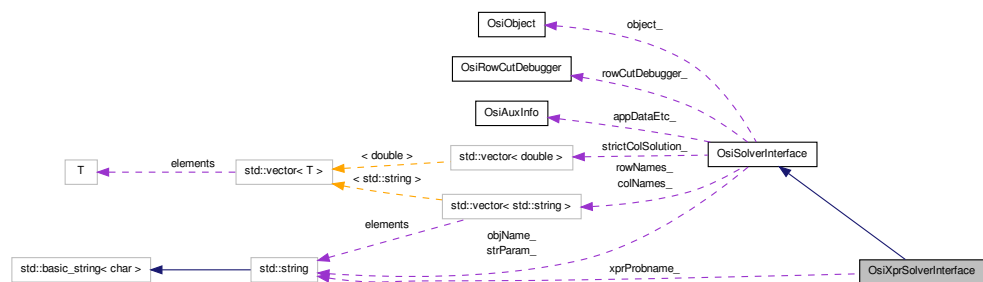 OsiObject
object_
OsiRowCutDebugger
rowCutDebugger_
OsiAuxInfo
appDataEtc_
T
elements
std::vector< T >
< double >
std::vector< double >
strictColSolution_
OsiSolverInterface
< std::string >
std::vector< std::string >
rowNames_
colNames_
elements
objName_
strParam_
std::basic_string< char >
std::string
xprProbname_
OsiXprSolverInterface